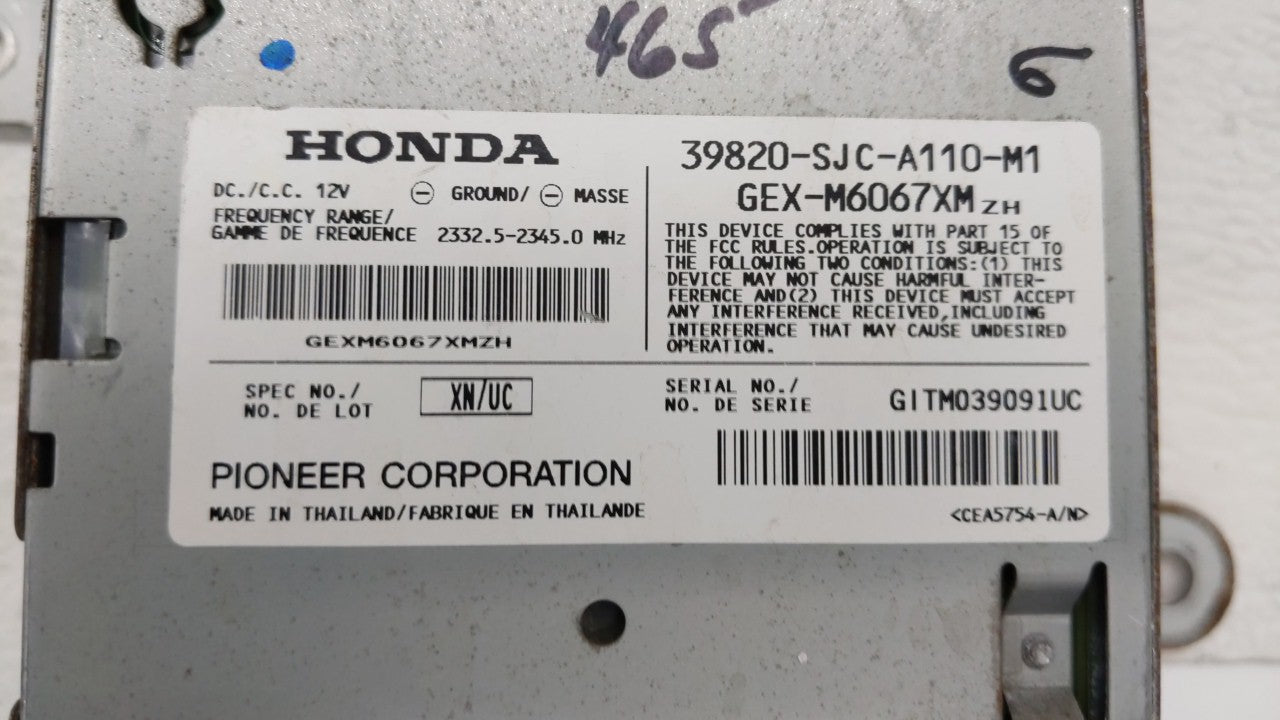 465
6
HONDA
DC./C.C. 12V ⊖ GROUND/ ⊖ MASSE
FREQUENCY RANGE/
GAMME DE FREQUENCE 2332.5-2345.0 MHz
GEXM6067XMZH
39820-SJC-A110-M1
GEX-M6067XM ZH
THIS DEVICE COMPLIES WITH PART 15 OF
THE FCC RULES.OPERATION IS SUBJECT TO
THE FOLLOWING TWO CONDITIONS:(1) THIS
DEVICE MAY NOT CAUSE HARMFUL INTER-
FERENCE AND(2) THIS DEVICE MUST ACCEPT
ANY INTERFERENCE RECEIVED,INCLUDING
INTERFERENCE THAT MAY CAUSE UNDESIRED
OPERATION.
SPEC NO./
NO. DE LOT
XN/UC
SERIAL NO./
NO. DE SERIE
GITM039091UC
PIONEER CORPORATION
MADE IN THAILAND/FABRIQUE EN THAILANDE
<CEA5754-A/N>